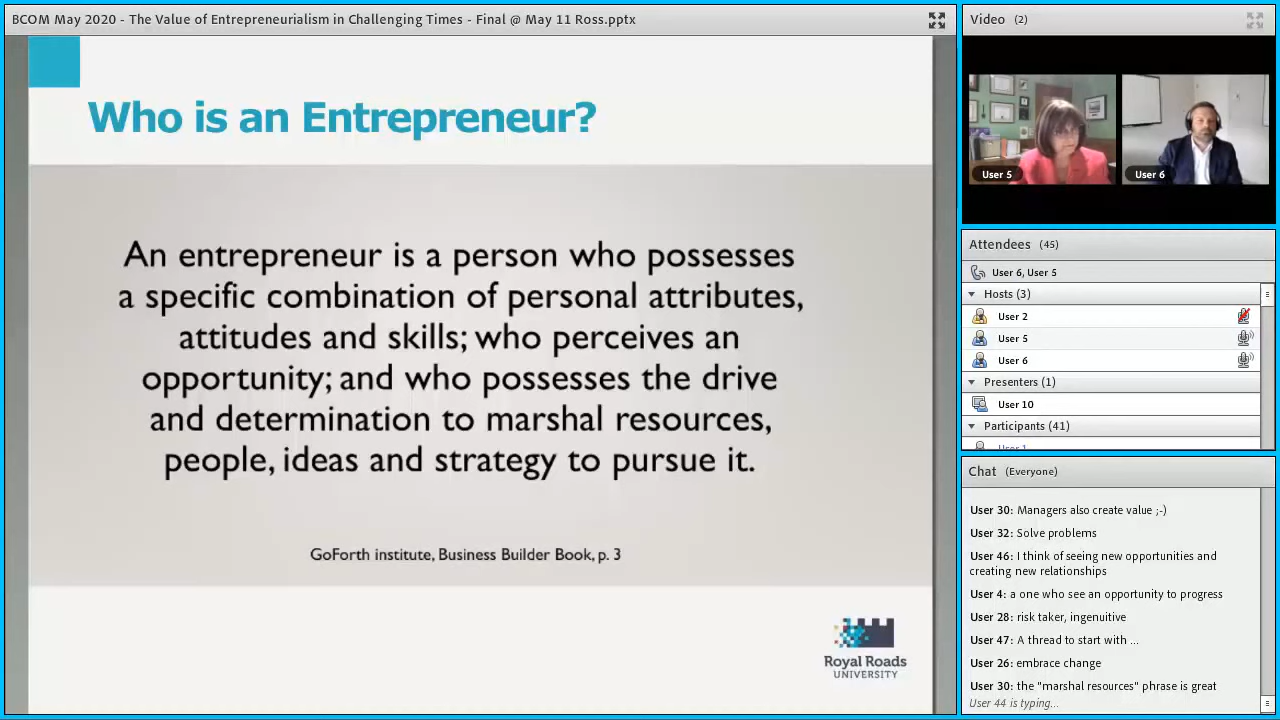 BCOM May 2020 - The Value of Entrepreneurialism in Challenging Times - Final @ May 11 Ross.pptx
Who is an Entrepreneur?
An entrepreneur is a person who possesses
a specific combination of personal attributes,
attitudes and skills; who perceives an
opportunity; and who possesses the drive
and determination to marshal resources,
people, ideas and strategy to pursue it.
GoForth institute, Business Builder Book, p. 3
Royal Roads
UNIVERSITY
Video (2)
User 5
User 6
Attendees (45)
User 6, User 5
Hosts (3)
User 2
User 5
User 6
Presenters (1)
User 10
Participants (41)
User 1
Chat (Everyone)
User 30: Managers also create value ;-)
User 32: Solve problems
User 46: I think of seeing new opportunities and
creating new relationships
User 4: a one who see an opportunity to progress
User 28: risk taker, ingenuitive
User 47: A thread to start with ...
User 26: embrace change
User 30: the "marshal resources" phrase is great
User 44 is typing...